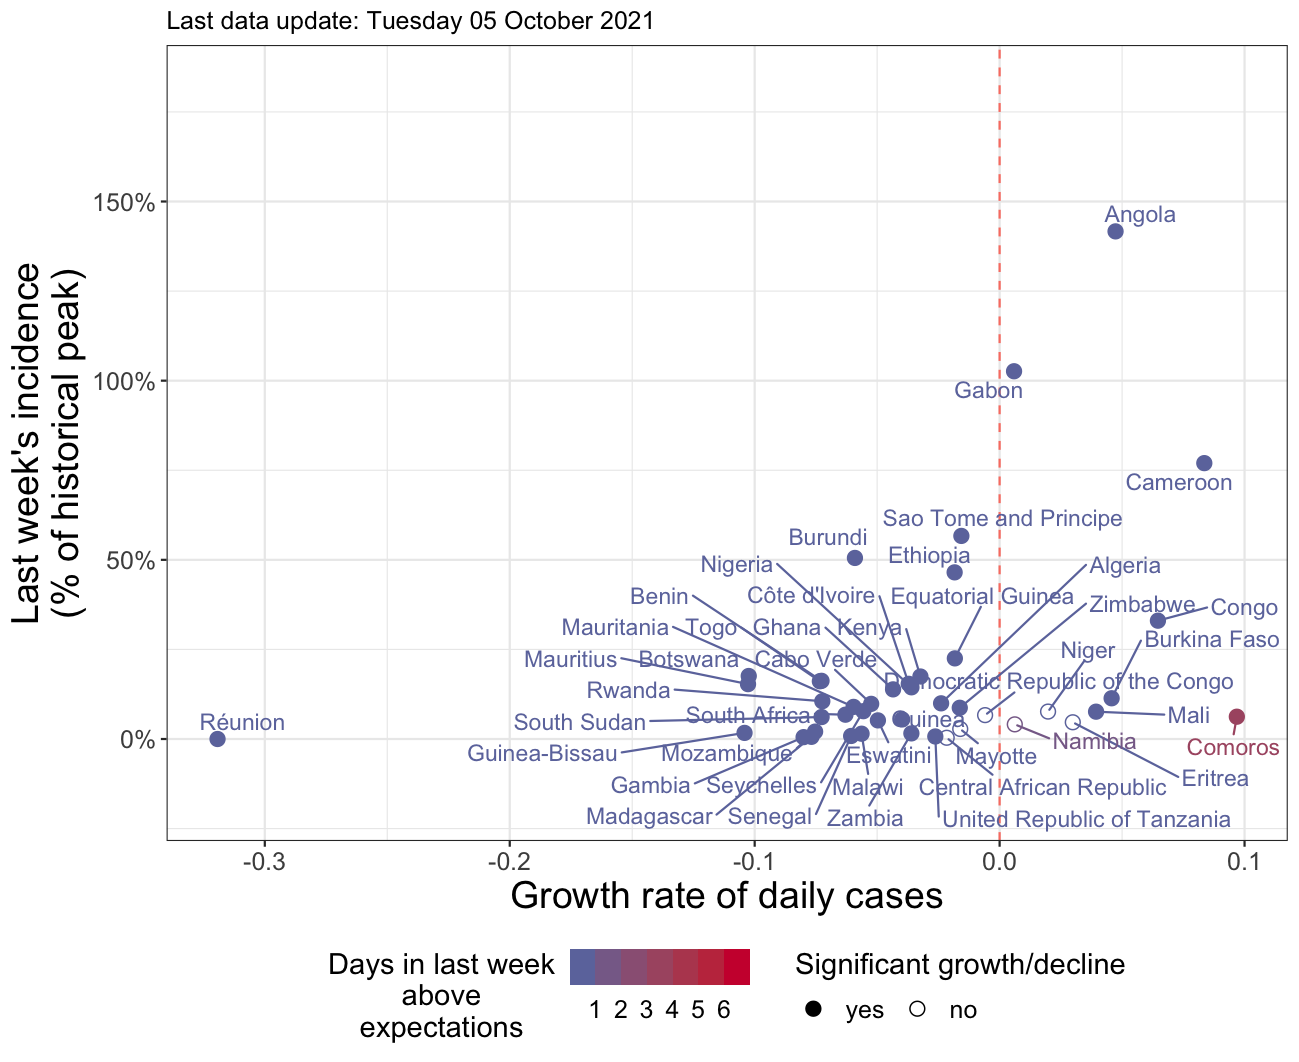 Last data update: Tuesday 05 October 2021
Last week's incidence
(% of historical peak)
150%
100%
50%
0%
Angola
Gabon
Cameroon
Sao Tome and Principe
Burundi
Ethiopia
Nigeria
Algeria
Benin
Côte d'Ivoire
Equatorial Guinea
Zimbabwe
Congo
Mauritania
Togo
Ghana
Kenya
Burkina Faso
Niger
Mauritius
Botswana
Cabo Verde
Democratic Republic of the Congo
Rwanda
South Africa
Mali
Réunion
South Sudan
Guinea
Namibia
Comoros
Guinea-Bissau
Mozambique
Eswatini
Mayotte
Eritrea
Gambia
Seychelles
Malawi
Central African Republic
Madagascar
Senegal
Zambia
United Republic of Tanzania
-0.3
-0.2
-0.1
0.0
0.1
Growth rate of daily cases
Days in last week
above
expectations
1 2 3 4 5 6
Significant growth/decline
yes
no